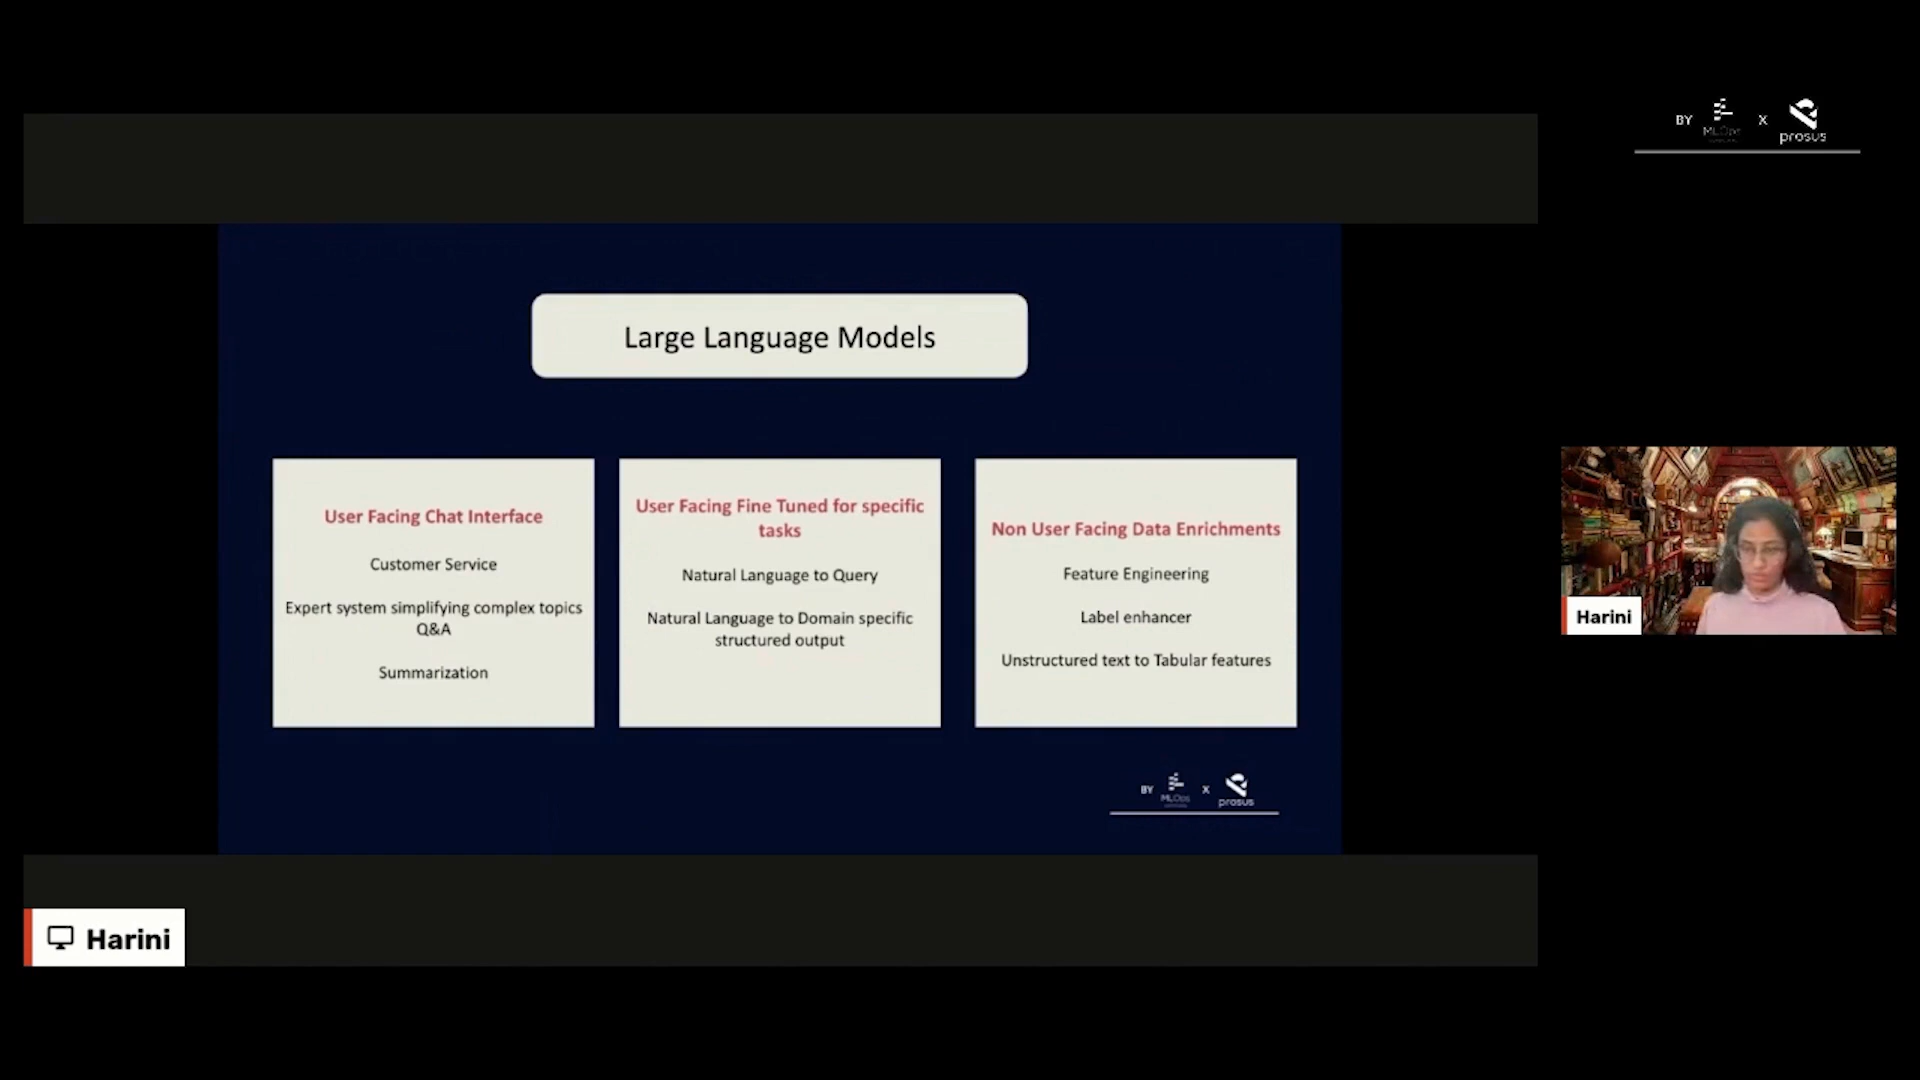 BY MLOps X prosus
Large Language Models
User Facing Chat Interface
Customer Service
Expert system simplifying complex topics
Q&A
Summarization
User Facing Fine Tuned for specific
tasks
Natural Language to Query
Natural Language to Domain specific
structured output
Non User Facing Data Enrichments
Feature Engineering
Label enhancer
Unstructured text to Tabular features
BY MLOps X prosus
Harini
Harini